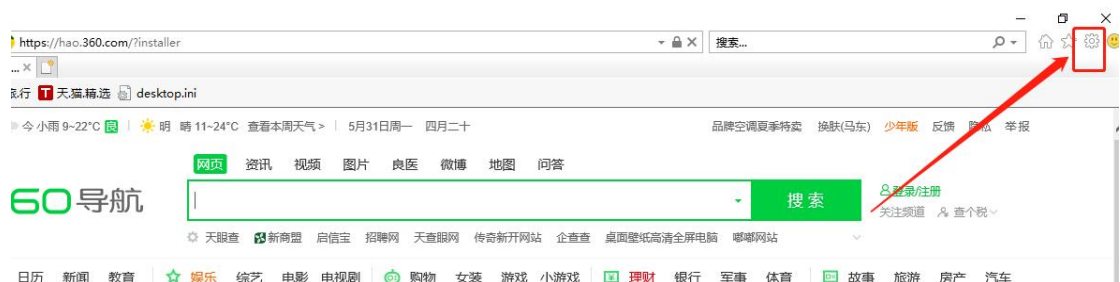 https://hao.360.com/?installer
搜索...
... ×
旅行 T 天猫精选 desktop.ini
今 小雨 9~22°C 良 明 晴 11~24°C 查看本周天气 > 5月31日周一 四月二十
品牌空调夏季特卖 换肤(马东) 少年版 反馈 隐私 举报
网页 资讯 视频 图片 良医 微博 地图 问答
60导航
搜索
登录/注册
关注频道 查个税
天眼查 新商盟 启信宝 招聘网 天查眼网 传奇新开网站 企查查 桌面壁纸高清全屏电脑 嘟嘟网站
日历 新闻 教育 娱乐 综艺 电影 电视剧 购物 女装 游戏 小游戏 理财 银行 军事 体育 故事 旅游 房产 汽车